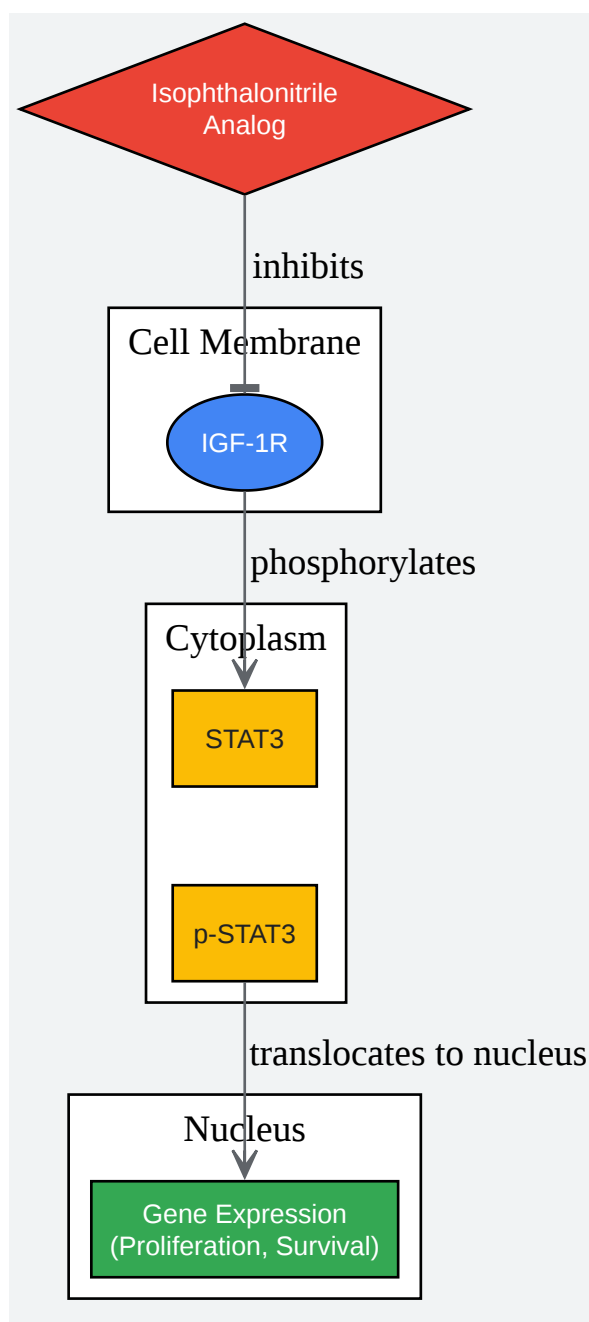 Isophthalonitrile
Analog
inhibits
Cell Membrane
IGF-1R
phosphorylates
Cytoplasm
STAT3
p-STAT3
translocates to nucleus
Nucleus
Gene Expression
(Proliferation, Survival)